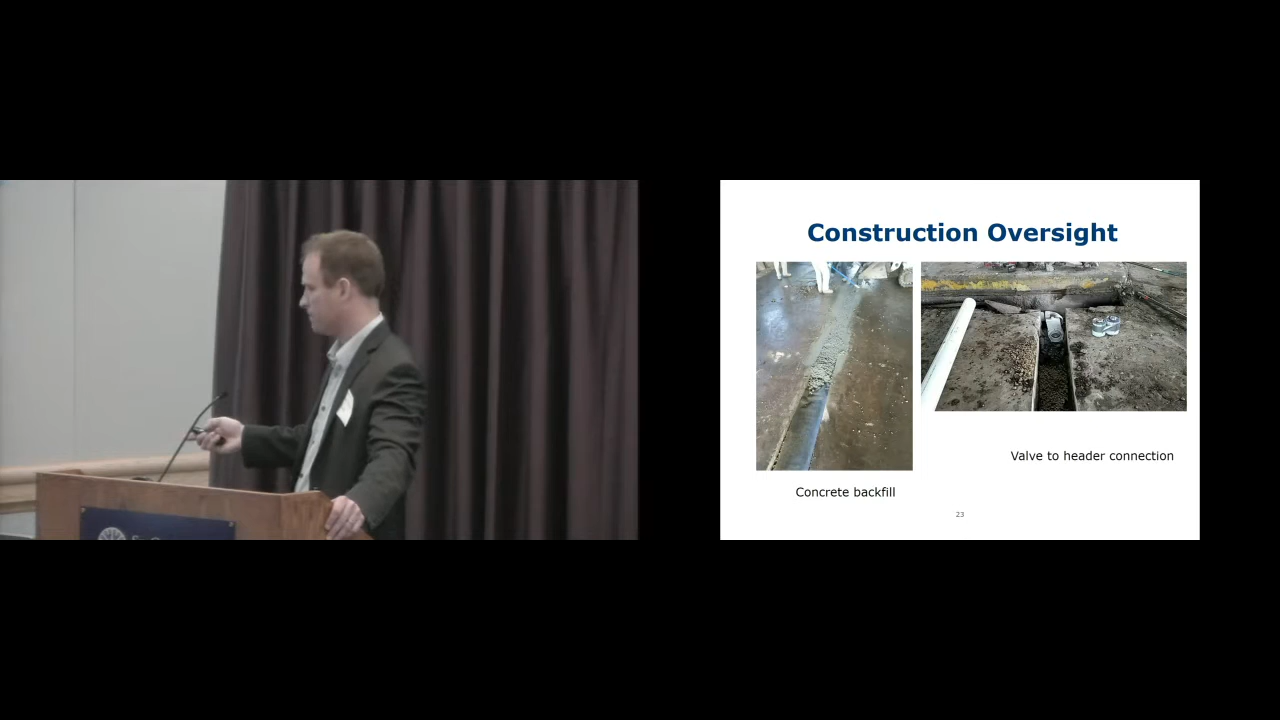 Construction Oversight
Valve to header connection
Concrete backfill
23